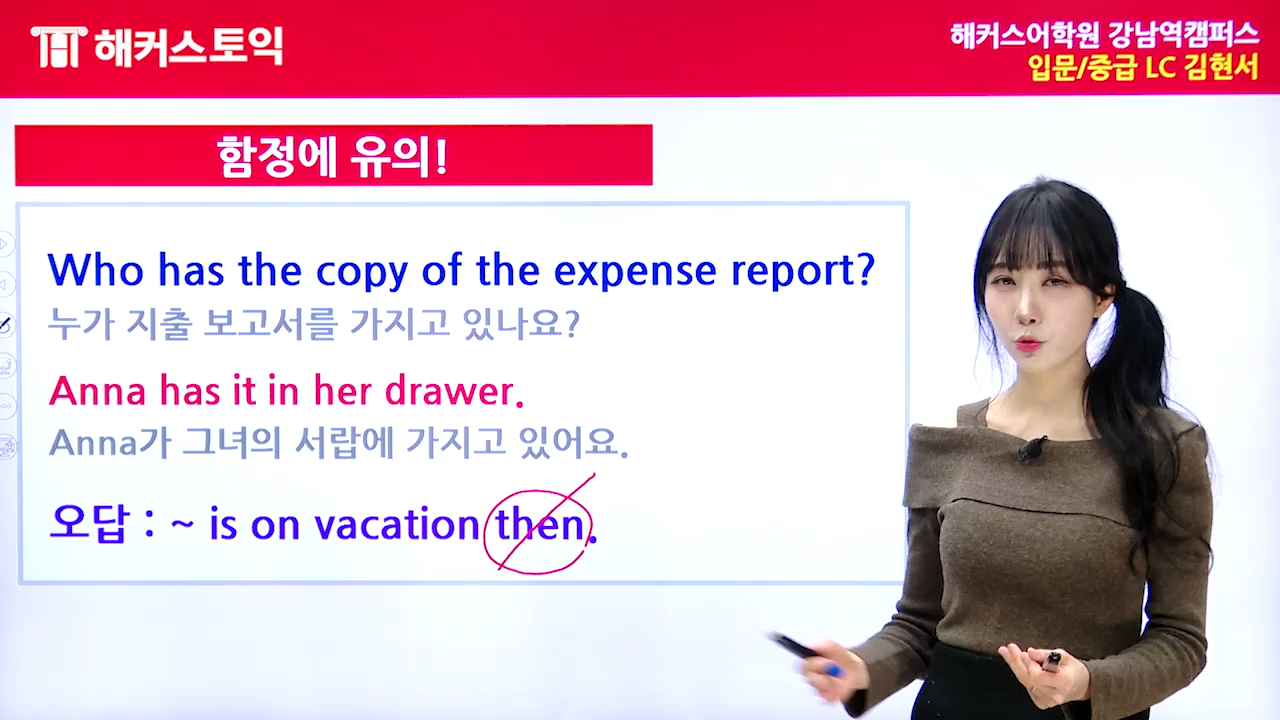 해커스토익
해커스어학원 강남역캠퍼스
입문/중급 LC 김현서
함정에 유의!
Who has the copy of the expense report?
누가 지출 보고서를 가지고 있나요?
Anna has it in her drawer.
Anna가 그녀의 서랍에 가지고 있어요.
오답 : ~ is on vacation then.